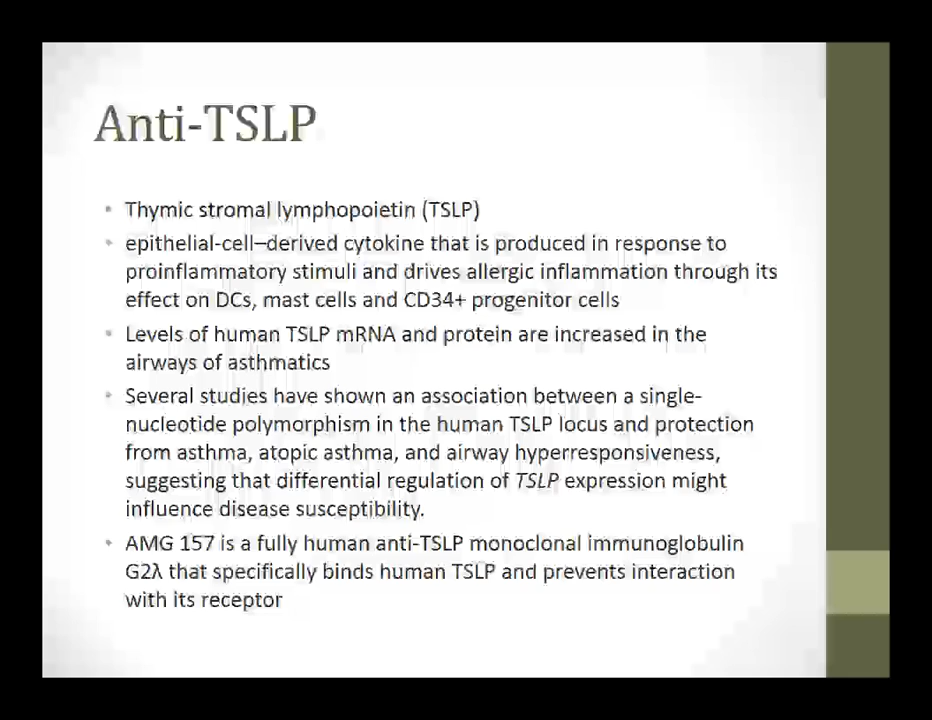 Anti-TSLP
• Thymic stromal lymphopoietin (TSLP)
• epithelial-cell–derived cytokine that is produced in response to
proinflammatory stimuli and drives allergic inflammation through its
effect on DCs, mast cells and CD34+ progenitor cells
• Levels of human TSLP mRNA and protein are increased in the
airways of asthmatics
• Several studies have shown an association between a single-
nucleotide polymorphism in the human TSLP locus and protection
from asthma, atopic asthma, and airway hyperresponsiveness,
suggesting that differential regulation of TSLP expression might
influence disease susceptibility.
• AMG 157 is a fully human anti-TSLP monoclonal immunoglobulin
G2λ that specifically binds human TSLP and prevents interaction
with its receptor